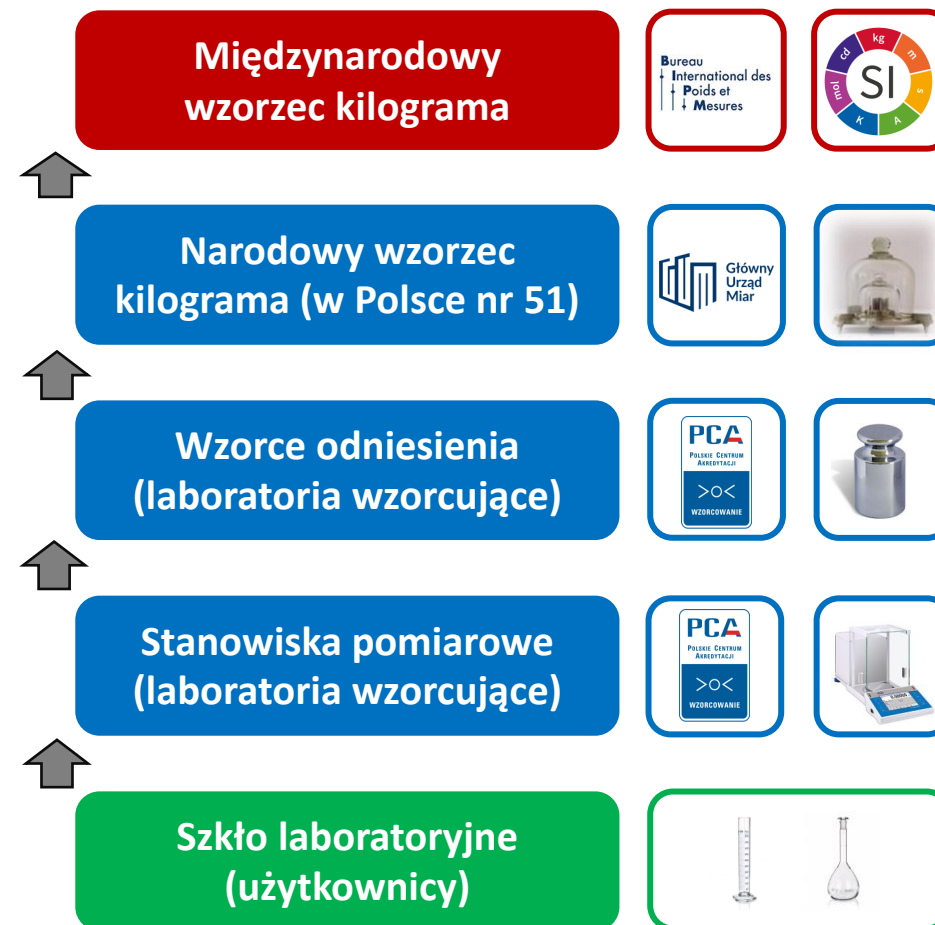 Międzynarodowy
wzorzec kilograma
Bureau
International des
Poids et
Mesures
SI
kg
m
s
A
K
mol
cd
Narodowy wzorzec
kilograma (w Polsce nr 51)
Główny
Urząd
Miar
Wzorce odniesienia
(laboratoria wzorcujące)
PCA
POLSKIE CENTRUM
AKREDYTACJI
WZORCOWANIE
Stanowiska pomiarowe
(laboratoria wzorcujące)
PCA
POLSKIE CENTRUM
AKREDYTACJI
WZORCOWANIE
Szkło laboratoryjne
(użytkownicy)